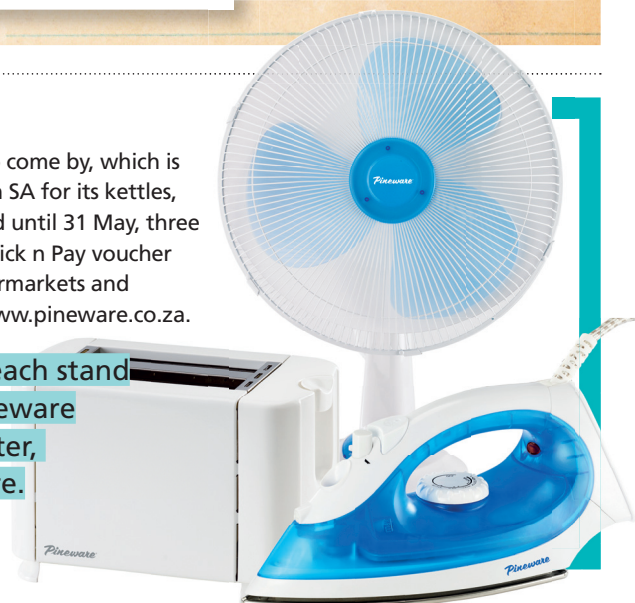 come by, which is
SA for its kettles,
until 31 May, three
ick n Pay voucher
rmarkets and
ww.pineware.co.za.
each stand
eware
ter,
e.
Pineware
Pineware
Pineware